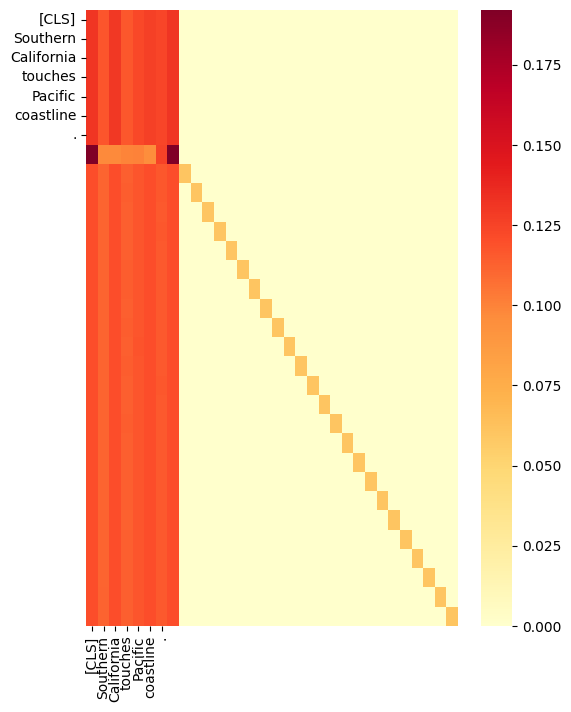 [CLS]
Southern
California
touches
Pacific
coastline
.
0.175
0.150
0.125
0.100
0.075
0.050
0.025
0.000
[CLS]
Southern
California
touches
Pacific
coastline
.